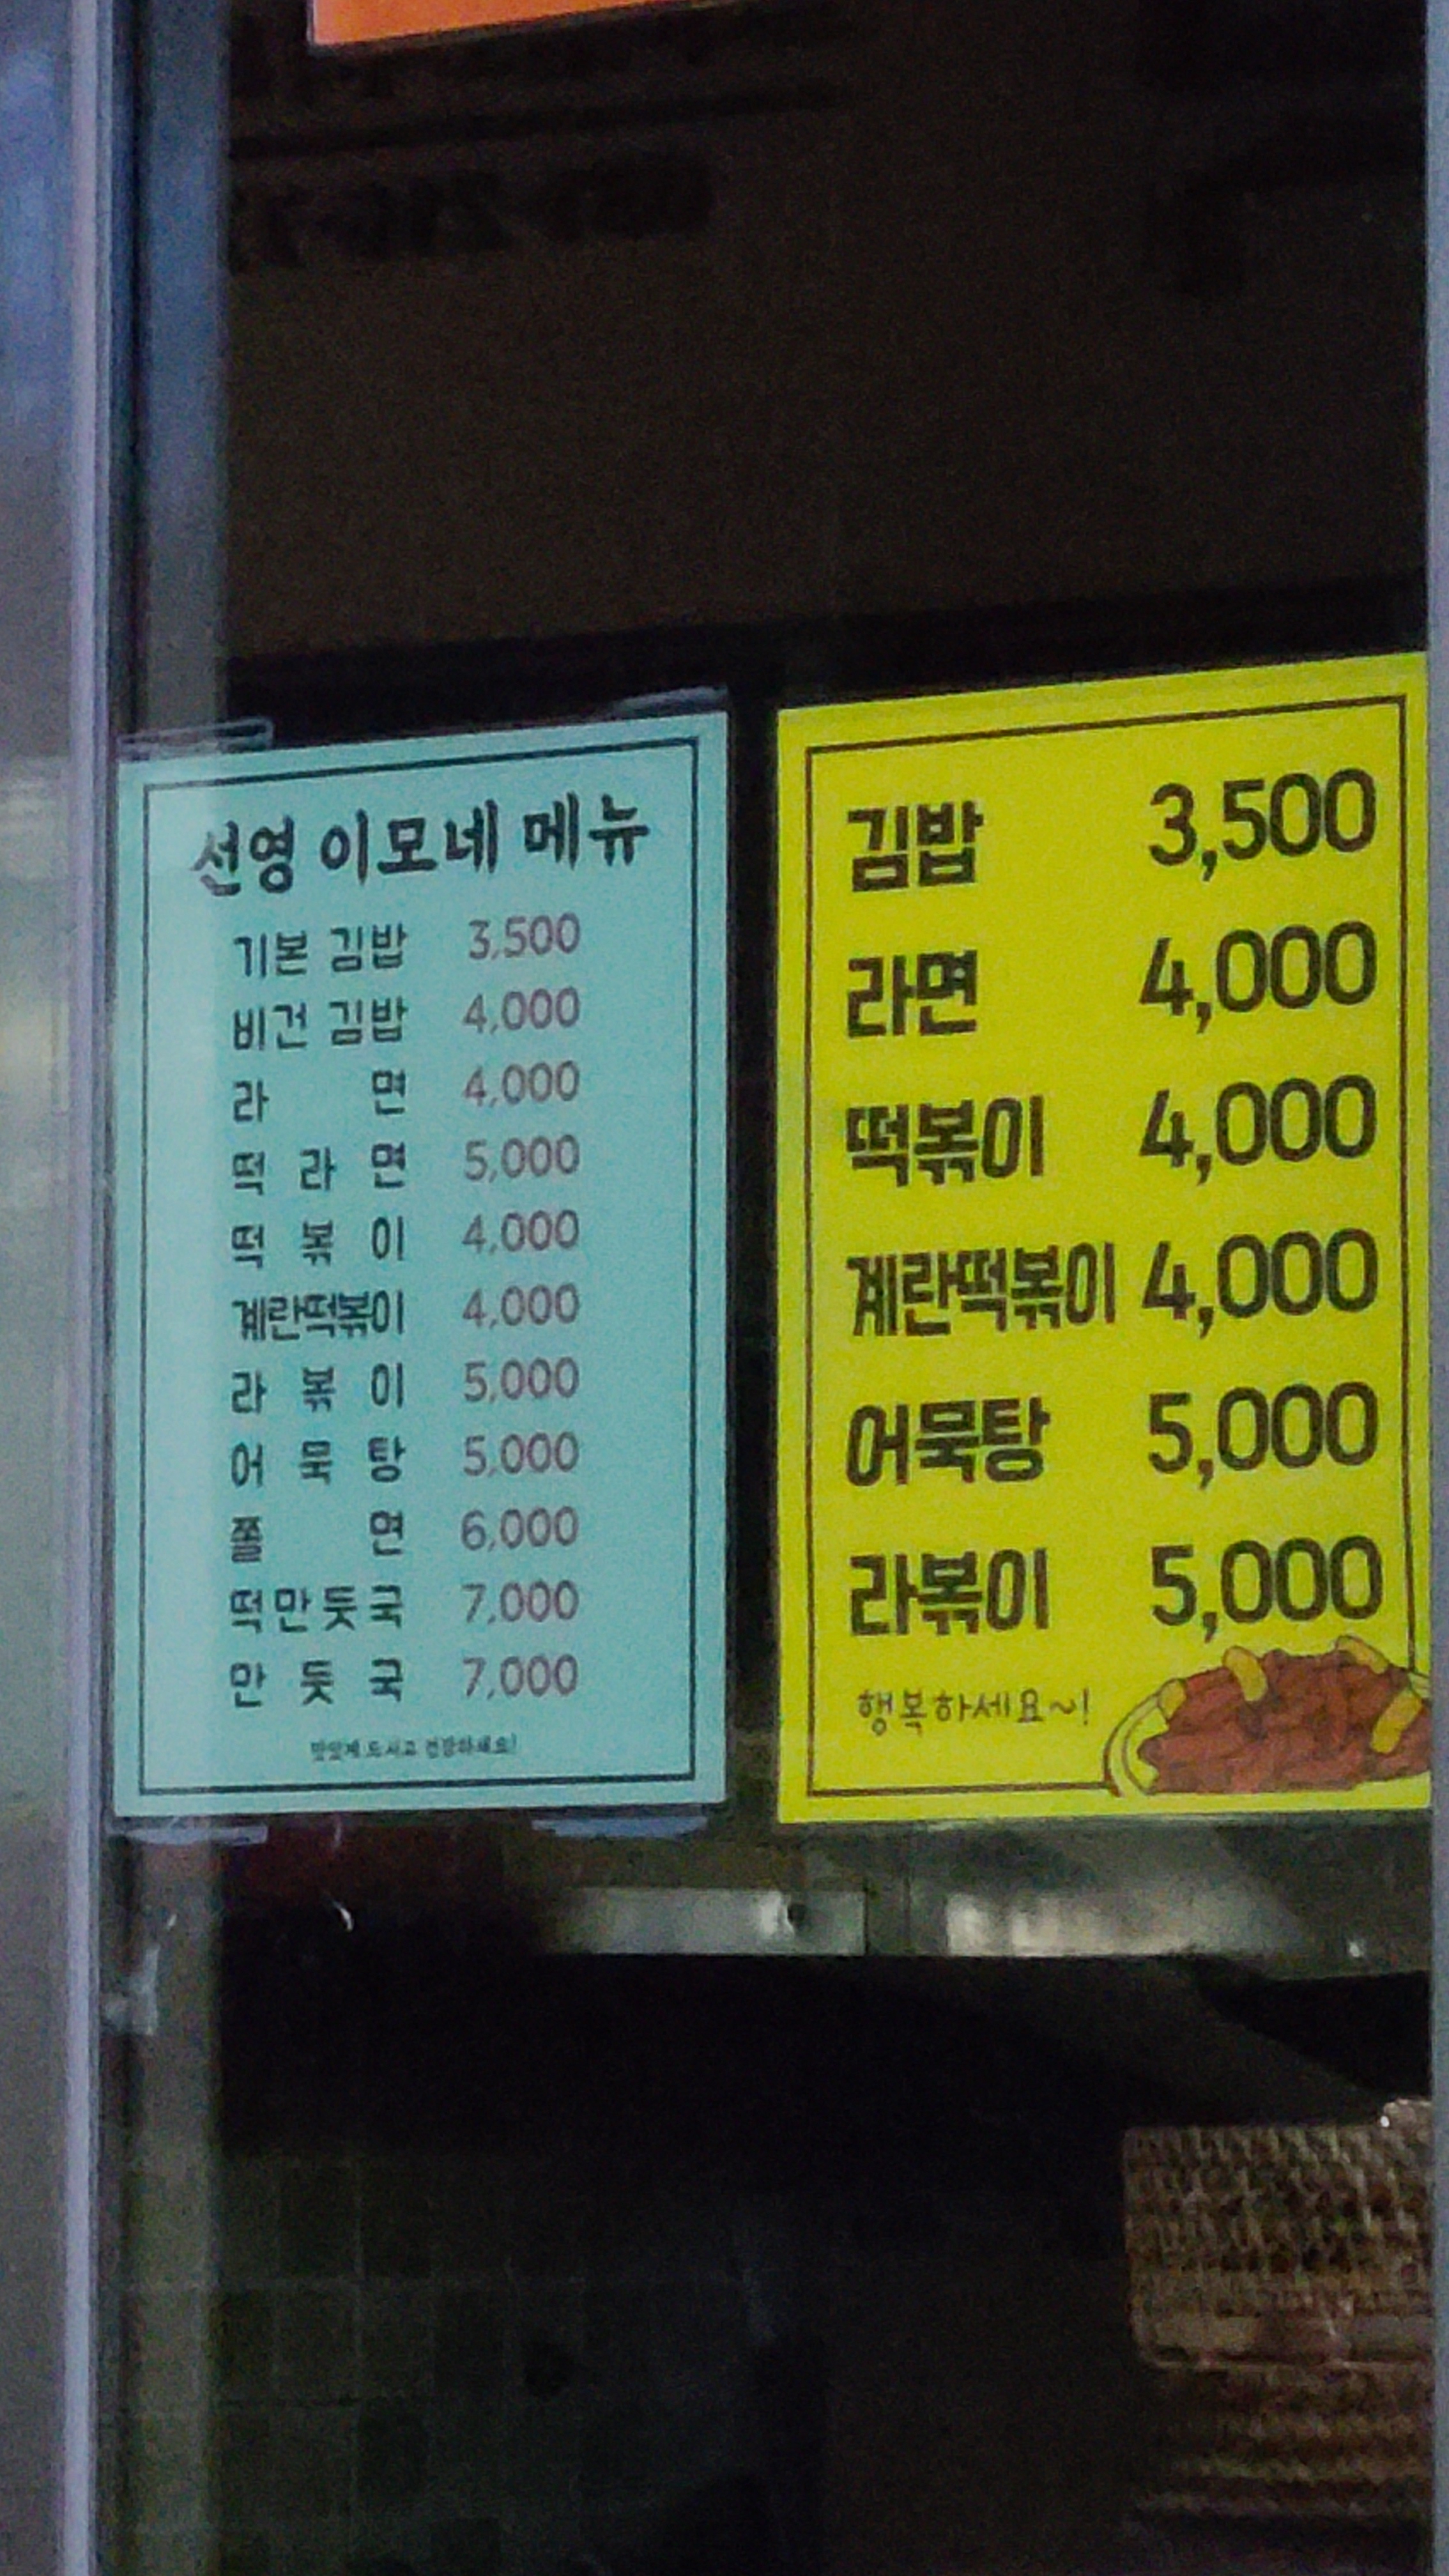 선영 이모네 메뉴
기본 김밥 3,500
비건 김밥 4,000
라 면 4,000
떡 라 면 5,000
떡 볶 이 4,000
계란떡볶이 4,000
라 볶 이 5,000
어 묵 탕 5,000
쫄 면 6,000
떡만둣국 7,000
만 둣 국 7,000
맛있게 드시고 건강하세요!
김밥 3,500
라면 4,000
떡볶이 4,000
계란떡볶이 4,000
어묵탕 5,000
라볶이 5,000
행복하세요~!